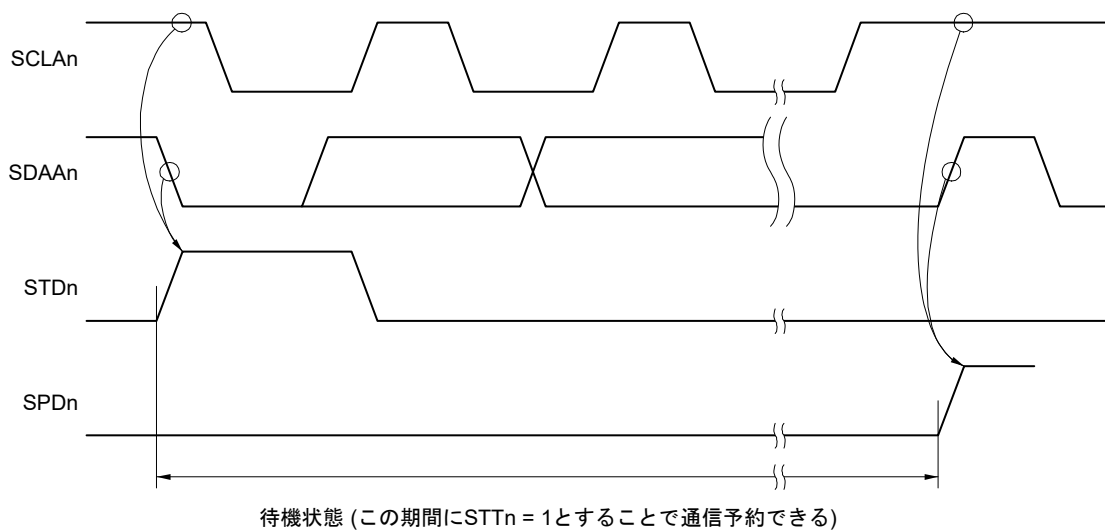 SCLAn
SDAAn
STDn
SPDn
待機状態 (この期間にSTTn = 1とすることで通信予約できる)